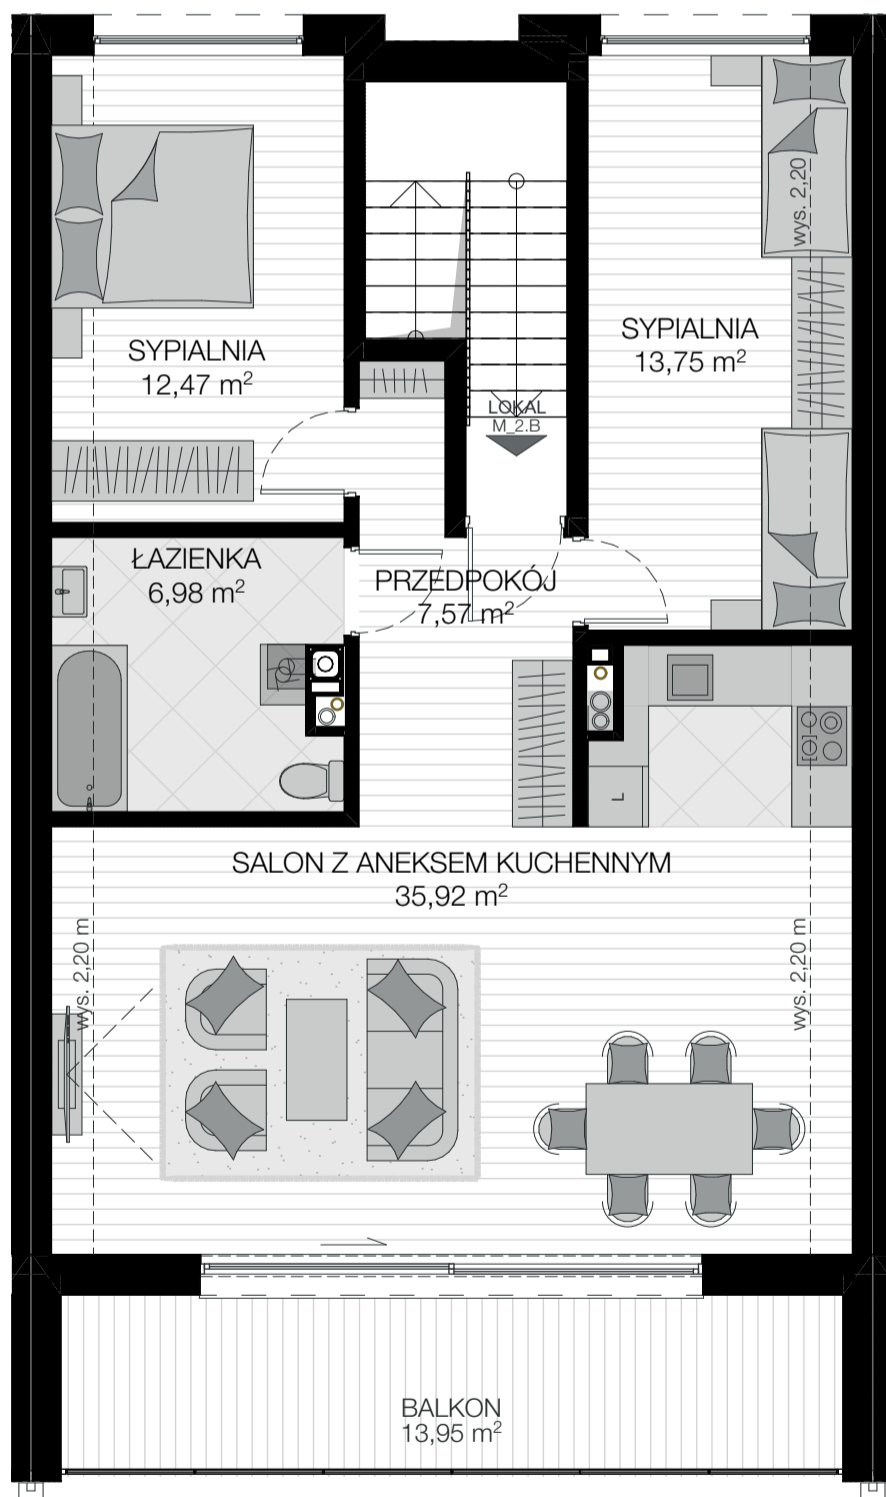 wys. 2,20
SYPIALNIA
12,47 m²
SYPIALNIA
13,75 m²
LOKAL
M_2.B
ŁAZIENKA
6,98 m²
PRZEDPOKÓJ
7,57 m²
L
SALON Z ANEKSEM KUCHENNYM
35,92 m²
wys. 2,20 m
wys. 2,20 m
BALKON
13,95 m²